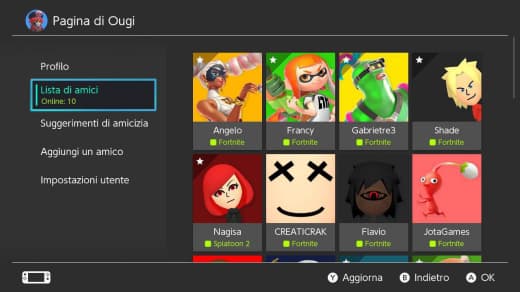 Pagina di Ougi
Profilo
Lista di amici
Online: 10
Suggerimenti di amicizia
Aggiungi un amico
Impostazioni utente
Angelo
Fortnite
Francy
Fortnite
Gabrietre3
Fortnite
Shade
Fortnite
Nagisa
Splatoon 2
CREATICRAK
Fortnite
Flavio
Fortnite
JotaGames
Fortnite
Y Aggiorna
B Indietro
A OK